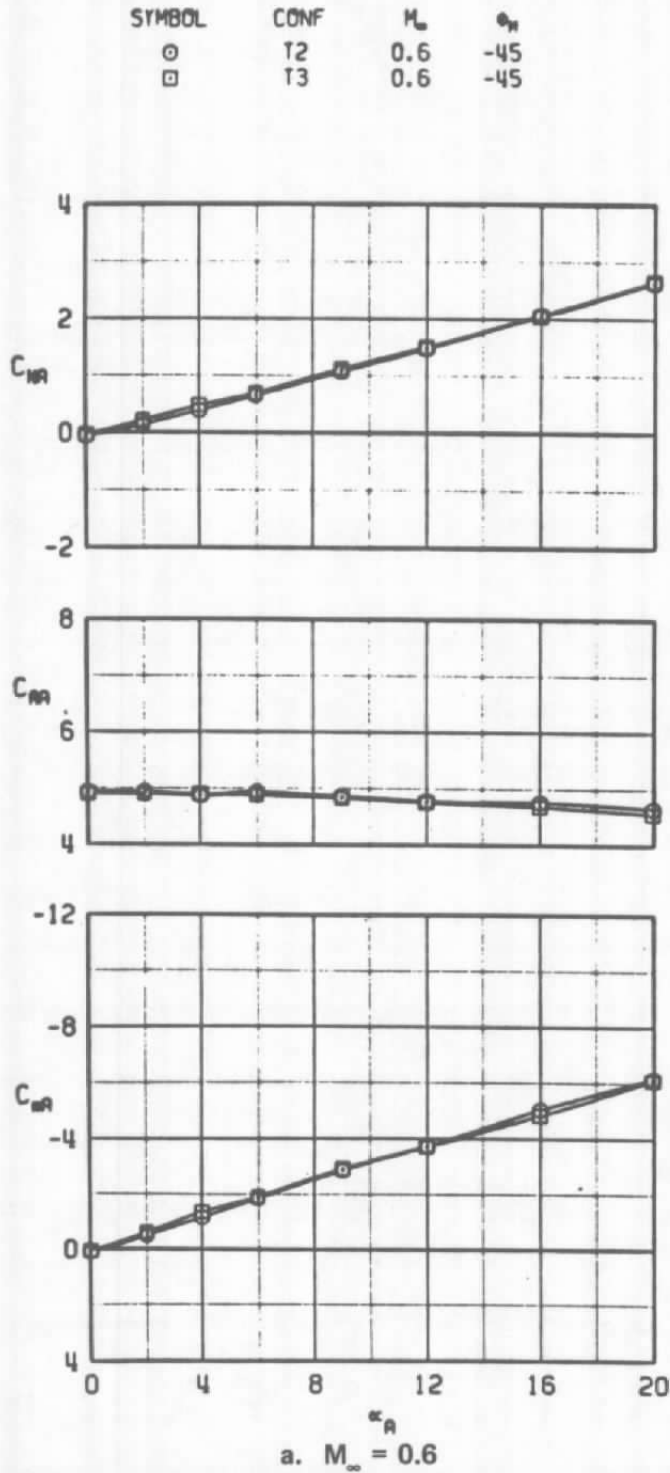 SYMBOL CONF M∞ ΦM
⊙ T2 0.6 -45
⊡ T3 0.6 -45
4
2
CNA
0
-2
8
CAA
6
4
-12
-8
CmA
-4
0
4
0 4 8 12 16 20
αA
a. M∞ = 0.6